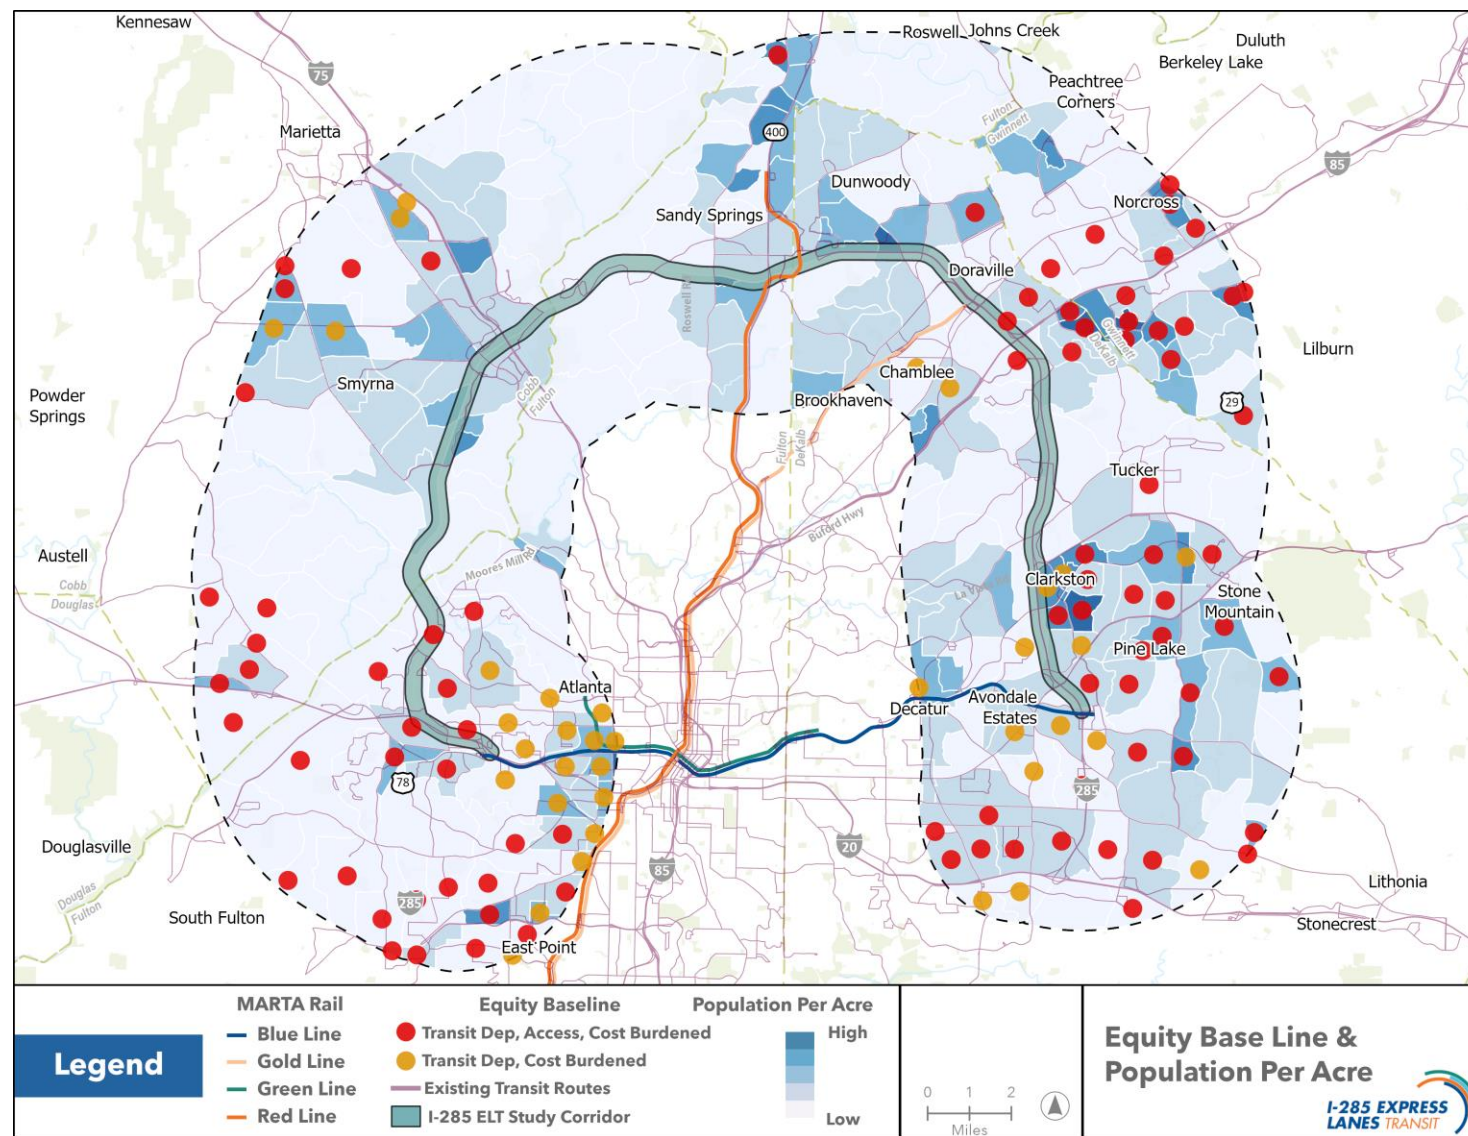 Kennesaw
Roswell
Johns Creek
Duluth
Berkeley Lake
75
Peachtree
Corners
Fulton
Gwinnett
Marietta
400
85
Dunwoody
Norcross
Sandy Springs
Doraville
Roswell Rd
Gwinnett
DeKalb
Lilburn
Smyrna
Chamblee
Cobb
Fulton
Powder
Springs
Brookhaven
29
Fulton
DeKalb
Tucker
Buford Hwy
Austell
Moores Mill Rd
Cobb
Douglas
Clarkston
La Vista Rd
Stone
Mountain
Pine Lake
Atlanta
Decatur
Avondale
Estates
78
285
Douglasville
20
85
Lithonia
Douglas
Fulton
285
South Fulton
Stonecrest
East Point
Legend
MARTA Rail
Blue Line
Gold Line
Green Line
Red Line
Equity Baseline
Transit Dep, Access, Cost Burdened
Transit Dep, Cost Burdened
Existing Transit Routes
I-285 ELT Study Corridor
Population Per Acre
High
Low
0 1 2
Miles
Equity Base Line &
Population Per Acre
I-285 EXPRESS
LANES TRANSIT